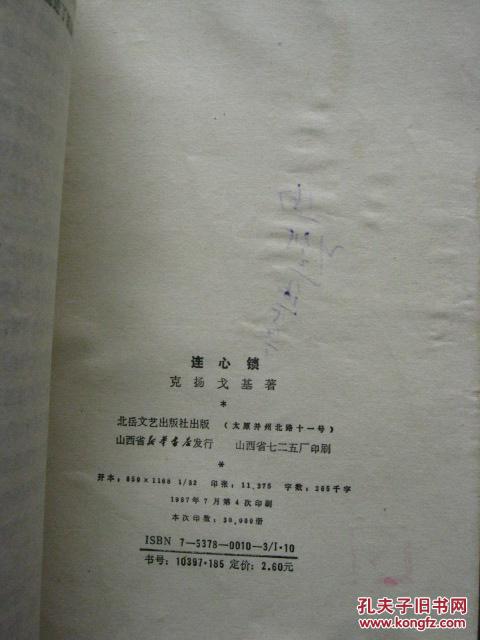 连心锁
克扬 戈基著
*
北岳文艺出版社出版 (太原并州北路十一号)
山西省新华书店发行 山西省七二五厂印刷
*
开本:850×1168 1/32 印张:11.375 字数:265千字
1987年7月第4次印刷
本次印数:30,000册
ISBN 7-5378-0010-3/I·10
书号:10397·185 定价:2.60元
孔夫子旧书网